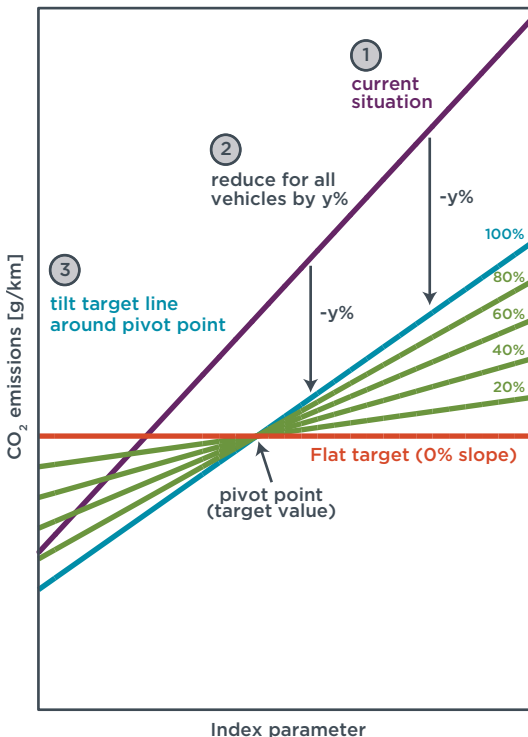 1
current
situation
2
reduce for all
vehicles by y%
-y%
100%
3
tilt target line
around pivot point
80%
-y%
60%
40%
20%
CO2 emissions [g/km]
Flat target (0% slope)
pivot point
(target value)
Index parameter